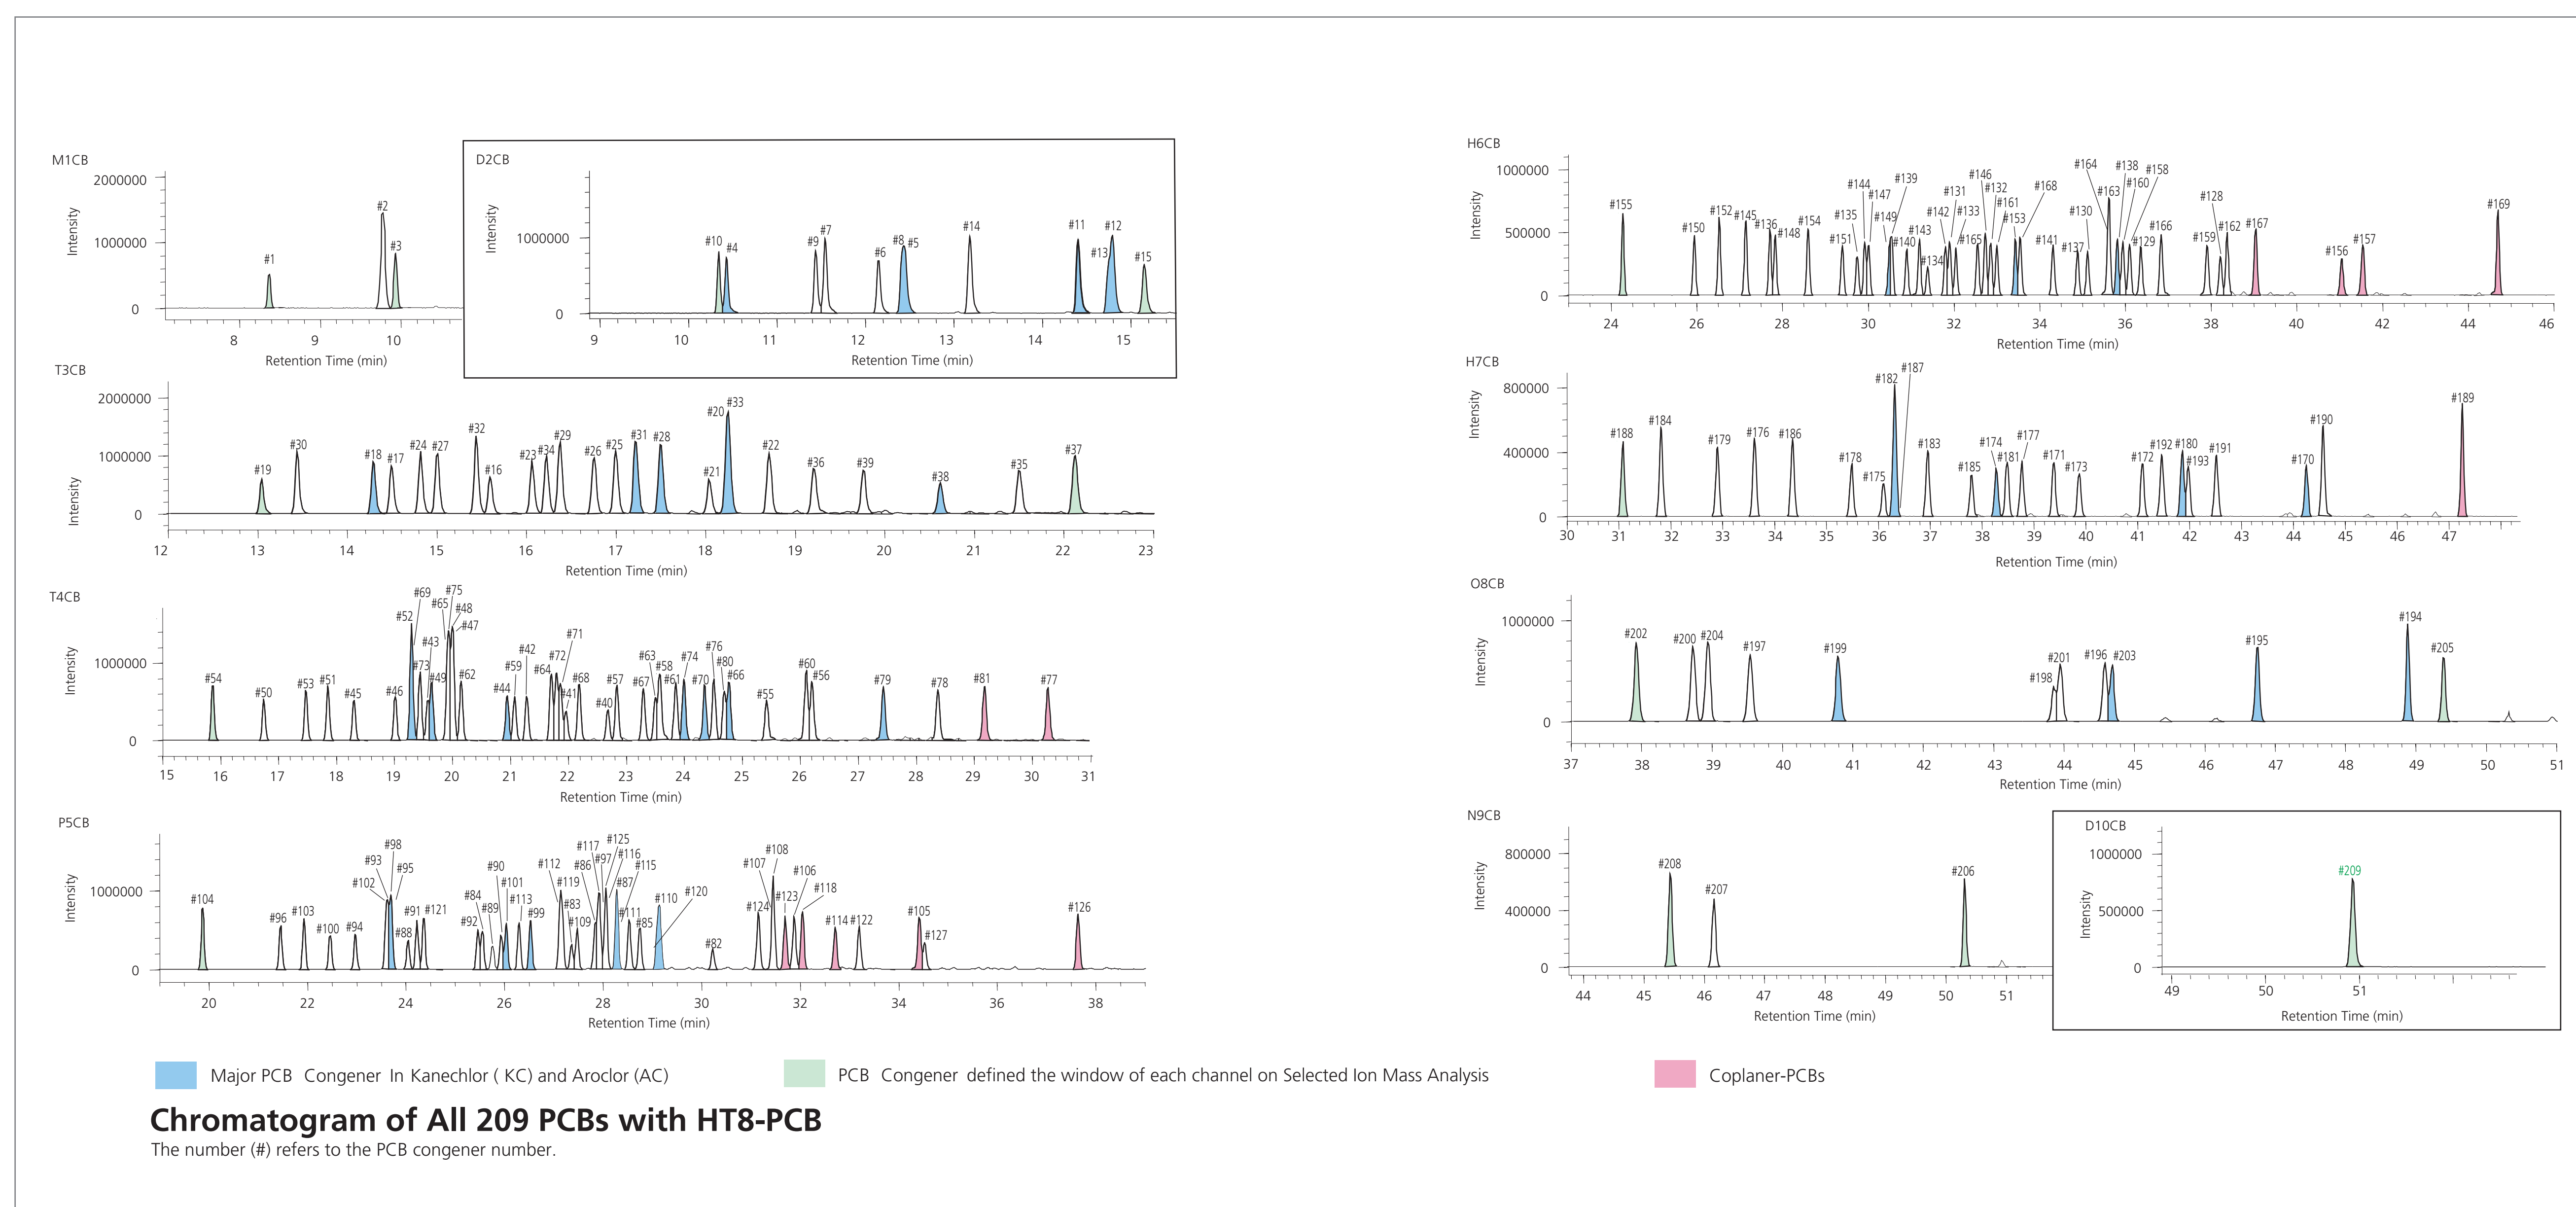 M1CB
2000000
1000000
0
Intensity
#1
#2
#3
8 9 10
Retention Time (min)
D2CB
Intensity
1000000
0
#10 #4 #9 #7 #6 #8 #5 #14 #11 #13 #12 #15
9 10 11 12 13 14 15
Retention Time (min)
T3CB
2000000
1000000
0
Intensity
#19 #30 #18 #17 #24 #27 #32 #16 #23 #34 #29 #26 #25 #31 #28 #21 #20 #33 #22 #36 #39 #38 #35 #37
12 13 14 15 16 17 18 19 20 21 22 23
Retention Time (min)
T4CB
1000000
0
Intensity
#54 #50 #53 #51 #45 #46 #52 #69 #73 #43 #49 #65 #75 #48 #47 #62 #44 #59 #42 #64 #72 #71 #41 #68 #40 #57 #67 #63 #58 #61 #74 #70 #76 #80 #66 #55 #60 #56 #79 #78 #81 #77
15 16 17 18 19 20 21 22 23 24 25 26 27 28 29 30 31
Retention Time (min)
P5CB
1000000
0
Intensity
#104 #96 #103 #100 #94 #102 #93 #98 #95 #88 #91 #121 #92 #84 #89 #90 #101 #113 #99 #112 #119 #83 #109 #86 #117 #97 #125 #116 #87 #115 #111 #85 #110 #120 #82 #124 #107 #108 #123 #106 #118 #114 #122 #105 #127 #126
20 22 24 26 28 30 32 34 36 38
Retention Time (min)
H6CB
1000000
500000
0
Intensity
#155 #150 #152 #145 #136 #148 #154 #151 #135 #144 #147 #149 #139 #140 #143 #134 #142 #131 #133 #165 #146 #132 #161 #153 #168 #141 #137 #130 #164 #163 #138 #160 #158 #129 #166 #159 #128 #162 #167 #156 #157 #169
24 26 28 30 32 34 36 38 40 42 44 46
Retention Time (min)
H7CB
800000
400000
0
Intensity
#188 #184 #179 #176 #186 #178 #175 #182 #187 #183 #185 #174 #181 #177 #171 #173 #172 #192 #180 #193 #191 #170 #190 #189
30 31 32 33 34 35 36 37 38 39 40 41 42 43 44 45 46 47
Retention Time (min)
O8CB
1000000
0
Intensity
#202 #200 #204 #197 #199 #198 #201 #196 #203 #195 #194 #205
37 38 39 40 41 42 43 44 45 46 47 48 49 50 51
Retention Time (min)
N9CB
800000
400000
0
Intensity
#208 #207 #206
44 45 46 47 48 49 50 51
Retention Time (min)
D10CB
1000000
500000
0
Intensity
#209
49 50 51
Retention Time (min)
Major PCB Congener In Kanechlor ( KC) and Aroclor (AC)
PCB Congener defined the window of each channel on Selected Ion Mass Analysis
Coplaner-PCBs
Chromatogram of All 209 PCBs with HT8-PCB
The number (#) refers to the PCB congener number.